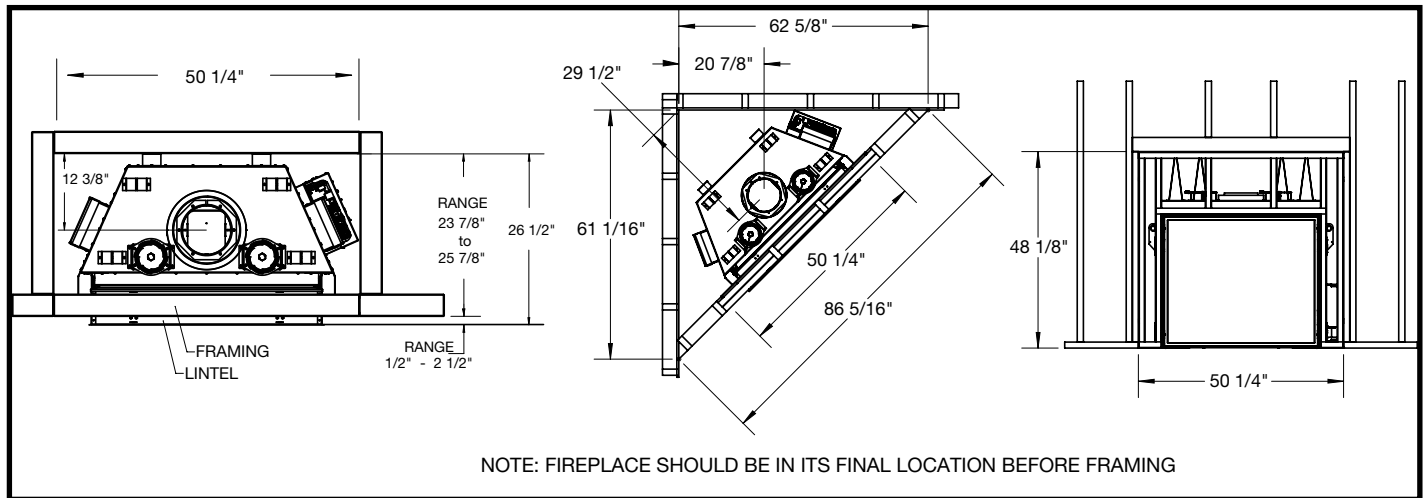 50 1/4"
12 3/8"
RANGE
23 7/8"
to
25 7/8"
26 1/2"
FRAMING
LINTEL
RANGE
1/2" - 2 1/2"
62 5/8"
20 7/8"
29 1/2"
61 1/16"
50 1/4"
86 5/16"
48 1/8"
50 1/4"
NOTE: FIREPLACE SHOULD BE IN ITS FINAL LOCATION BEFORE FRAMING